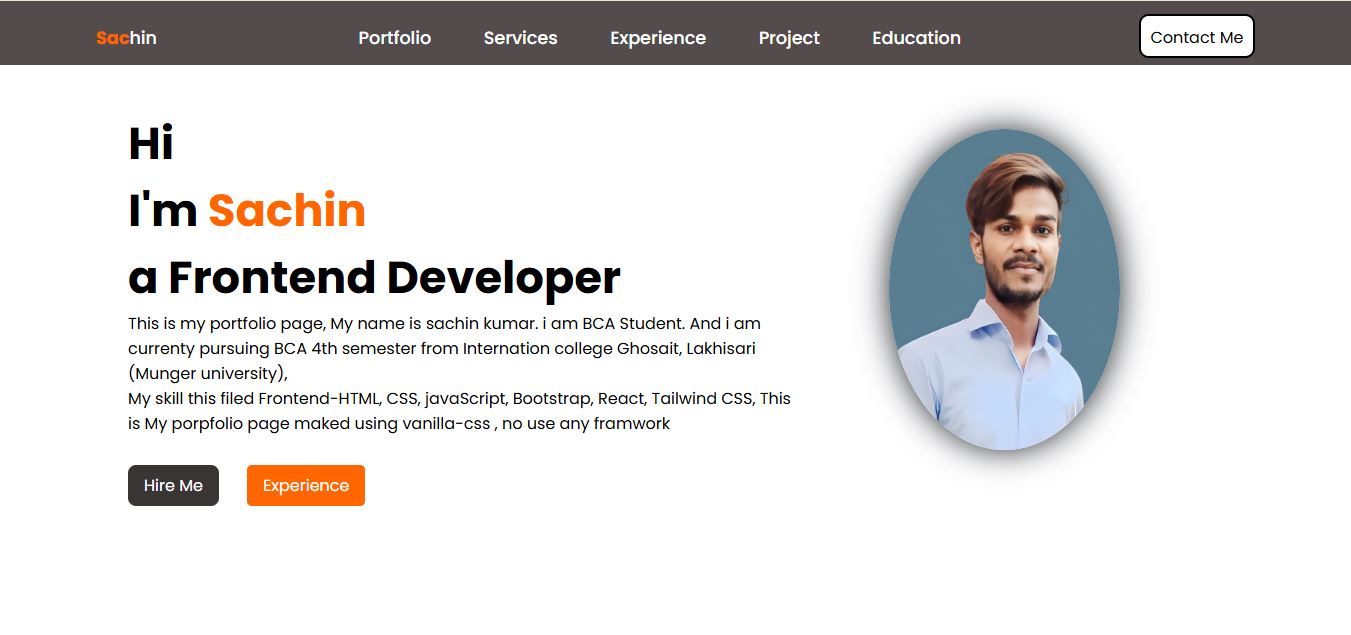 Sachin
Portfolio
Services
Experience
Project
Education
Contact Me
Hi
I'm Sachin
a Frontend Developer
This is my portfolio page, My name is sachin kumar. i am BCA Student. And i am
currenty pursuing BCA 4th semester from Internation college Ghosait, Lakhisari
(Munger university),
My skill this filed Frontend-HTML, CSS, javaScript, Bootstrap, React, Tailwind CSS, This
is My porpfolio page maked using vanilla-css , no use any framwork
Hire Me
Experience